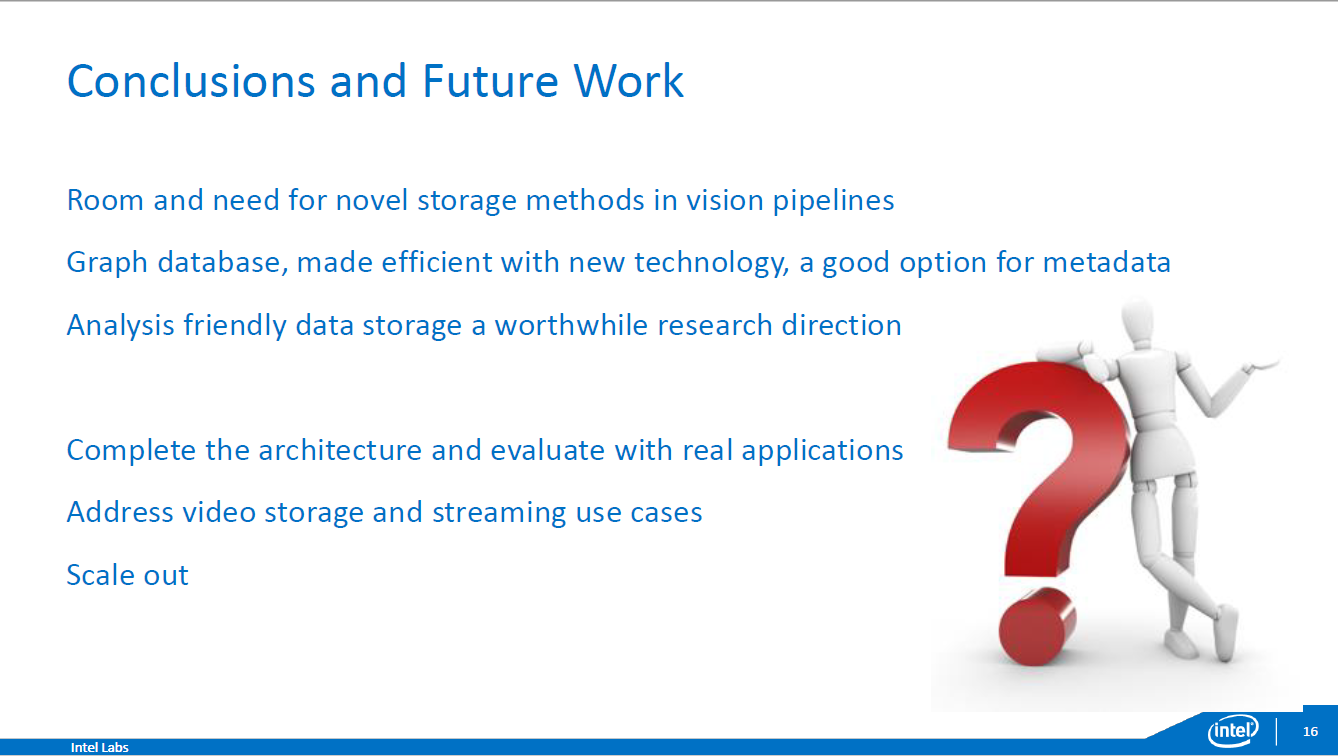 Conclusions and Future Work
Room and need for novel storage methods in vision pipelines
Graph database, made efficient with new technology, a good option for metadata
Analysis friendly data storage a worthwhile research direction
Complete the architecture and evaluate with real applications
Address video storage and streaming use cases
Scale out
Intel Labs
intel
16